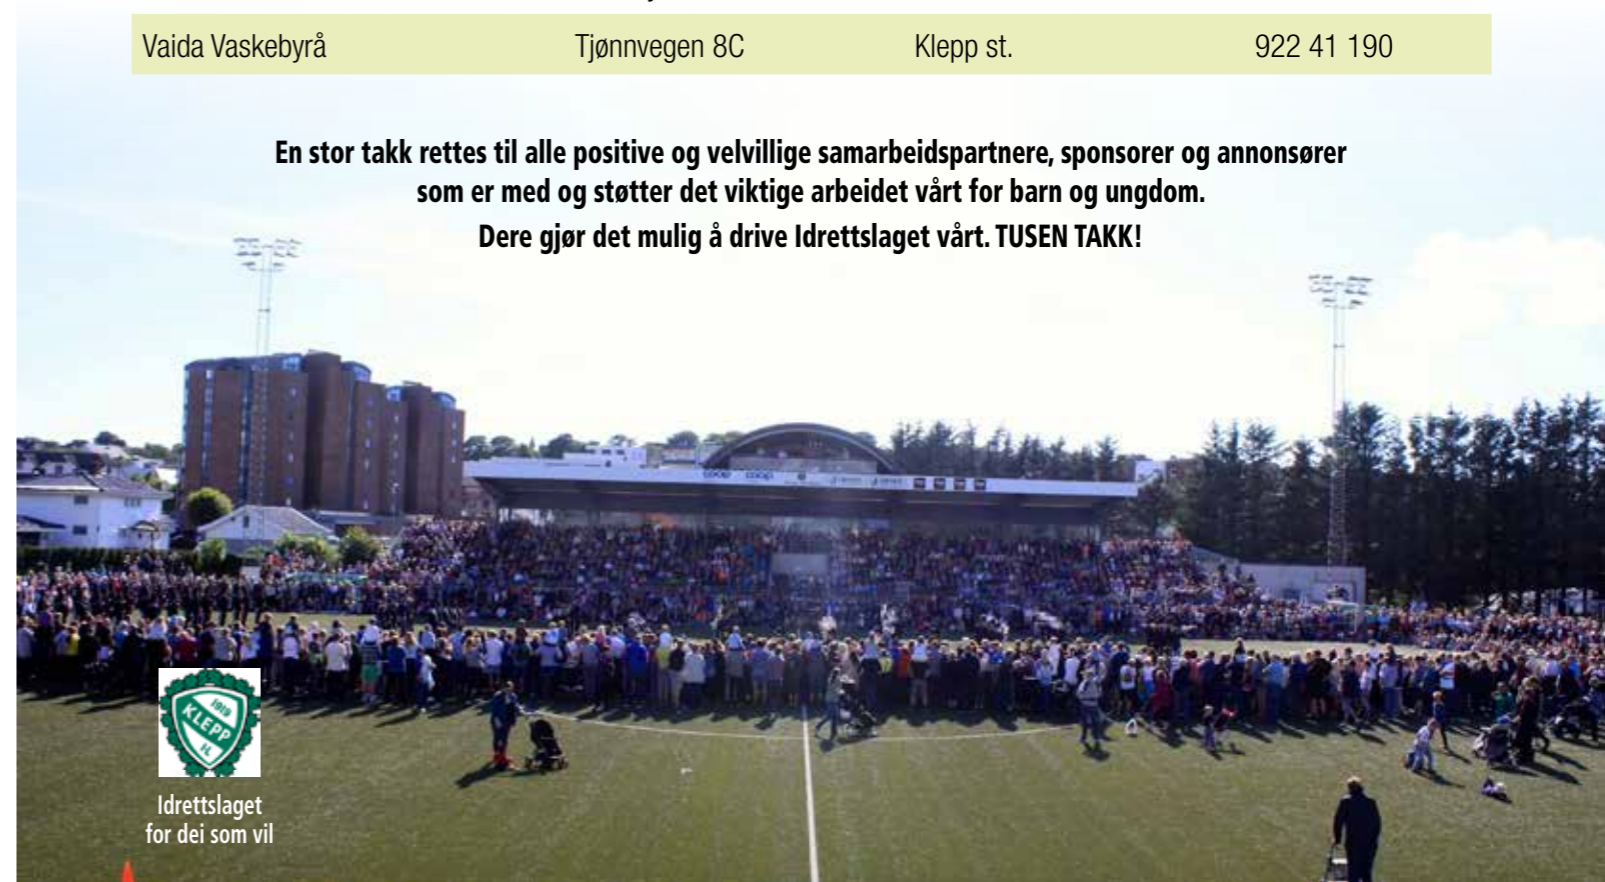 Vaida Vaskebyrå Tjønnvegen 8C Klepp st. 922 41 190
En stor takk rettes til alle positive og velvillige samarbeidspartnere, sponsorer og annonsører
som er med og støtter det viktige arbeidet vårt for barn og ungdom.
Dere gjør det mulig å drive Idrettslaget vårt. TUSEN TAKK!
coop coop
1919
KLEPP
IL
Idrettslaget
for dei som vil